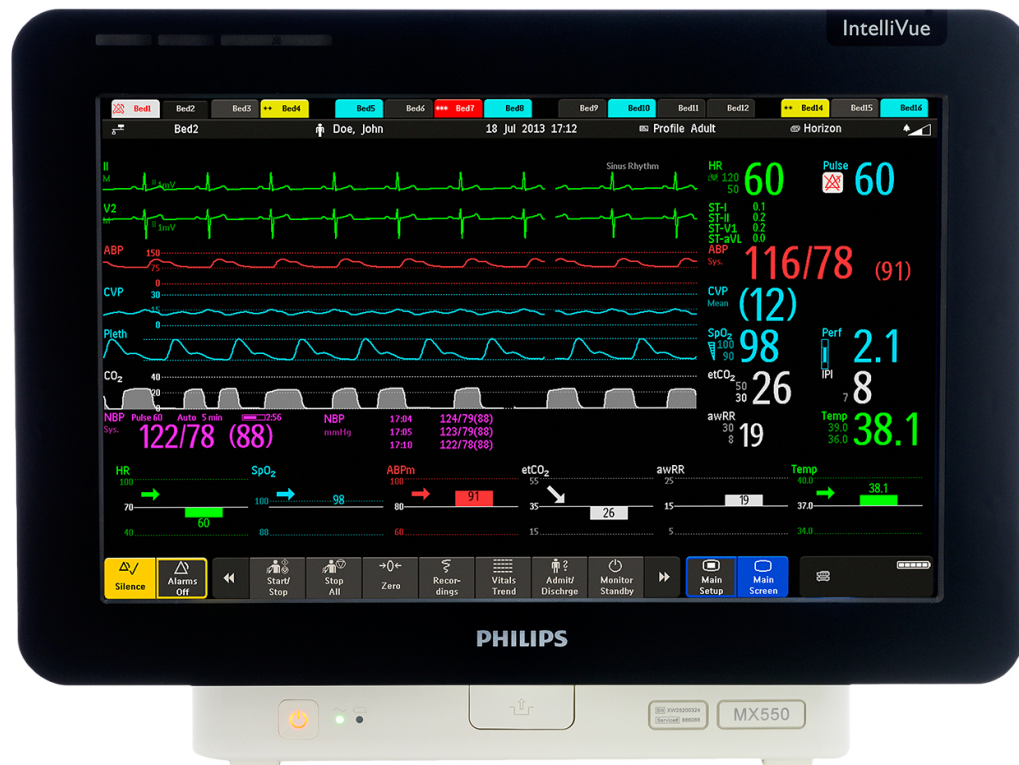 IntelliVue
Bed1 Bed2 Bed3 ** Bed4 Bed5 Bed6 *** Bed7 Bed8 Bed9 Bed10 Bed11 Bed12 ** Bed14 Bed15 Bed16
Bed2 Doe, John 18 Jul 2013 17:12 Profile Adult Horizon
II
M
II 1mV
Sinus Rhythm
HR
120
50
60
Pulse
60
V2
M
II 1mV
ST-I 0.1
ST-II 0.2
ST-V1 0.2
ST-aVL 0.0
ABP
150
75
0
ABP
Sys.
116/78 (91)
CVP
30
15
0
CVP
Mean
(12)
Pleth
SpO₂
100
90
98
Perf
2.1
CO₂
40
20
0
etCO₂
50
30
26
IPI
7
8
NBP Pulse 60 Auto 5 min 2:56
Sys.
122/78 (88)
NBP 17:04 124/79(88)
mmHg 17:05 123/79(88)
17:10 122/78(88)
awRR
30
8
19
Temp
39.0
36.0
38.1
HR
100
70
40
60
SpO₂
100
88
98
ABPm
100
80
60
91
etCO₂
55
35
15
26
awRR
25
15
5
19
Temp
40.0
37.0
34.0
38.1
Silence
Alarms
Off
Start/
Stop
Stop
All
→0←
Zero
Recor-
dings
Vitals
Trend
Admit/
Dischrge
Monitor
Standby
Main
Setup
Main
Screen
PHILIPS
SN XW25200324
Service# 866066
MX550